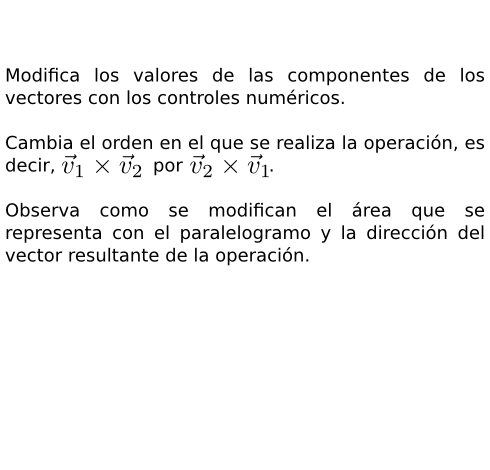 Modifica los valores de las componentes de los
vectores con los controles numéricos.
Cambia el orden en el que se realiza la operación, es
decir, $\vec{v}_1 \times \vec{v}_2$ por $\vec{v}_2 \times \vec{v}_1$.
Observa como se modifican el área que se
representa con el paralelogramo y la dirección del
vector resultante de la operación.